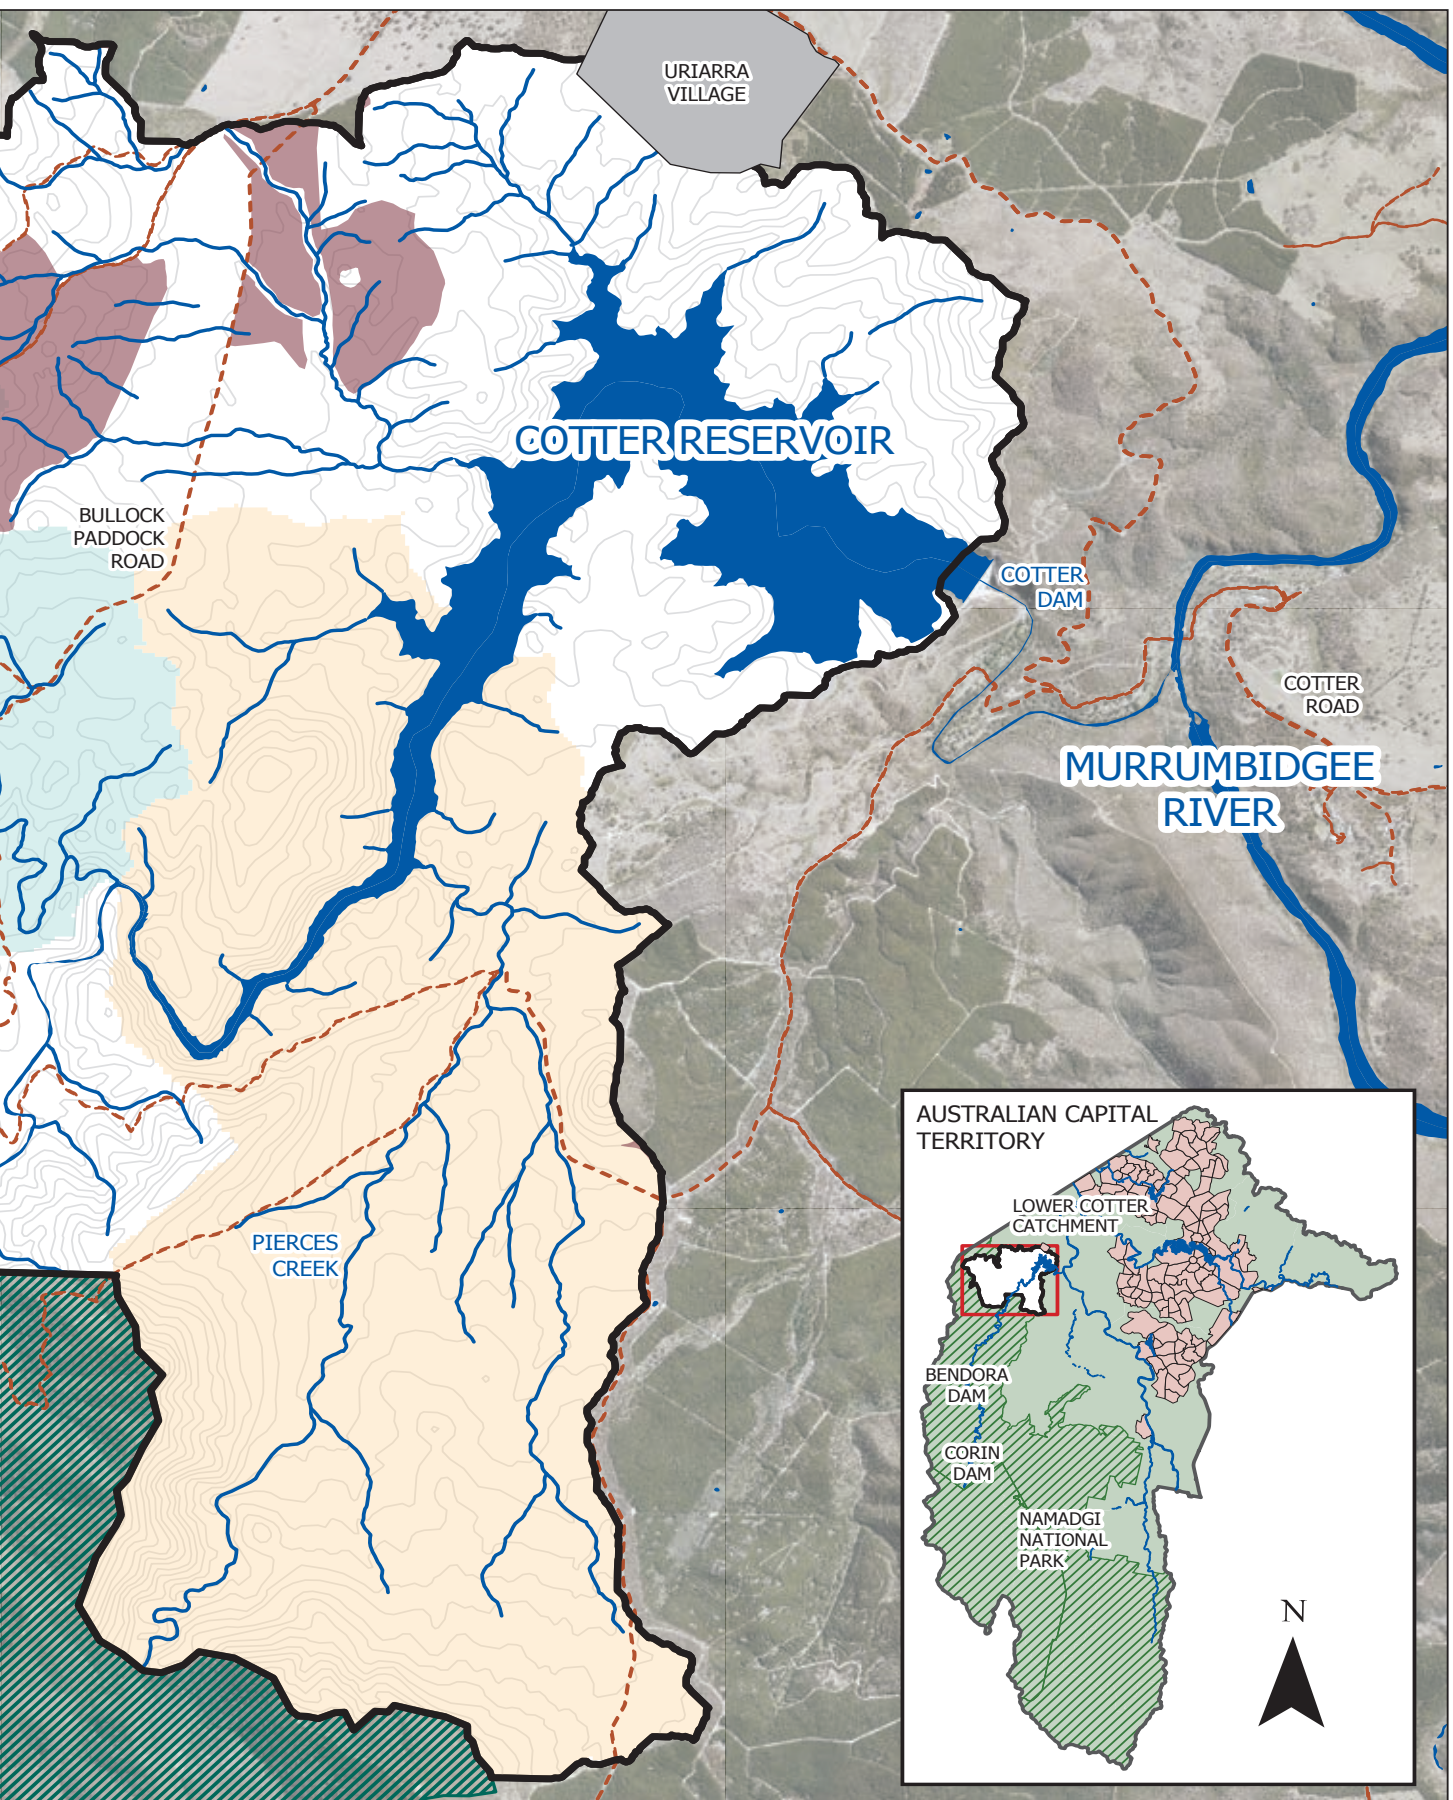 URIARRA
VILLAGE
COTTER RESERVOIR
BULLOCK
PADDOCK
ROAD
COTTER
DAM
COTTER
ROAD
MURRUMBIDGEE
RIVER
PIERCES
CREEK
AUSTRALIAN CAPITAL
TERRITORY
LOWER COTTER
CATCHMENT
BENDORA
DAM
CORIN
DAM
NAMADGI
NATIONAL
PARK
N